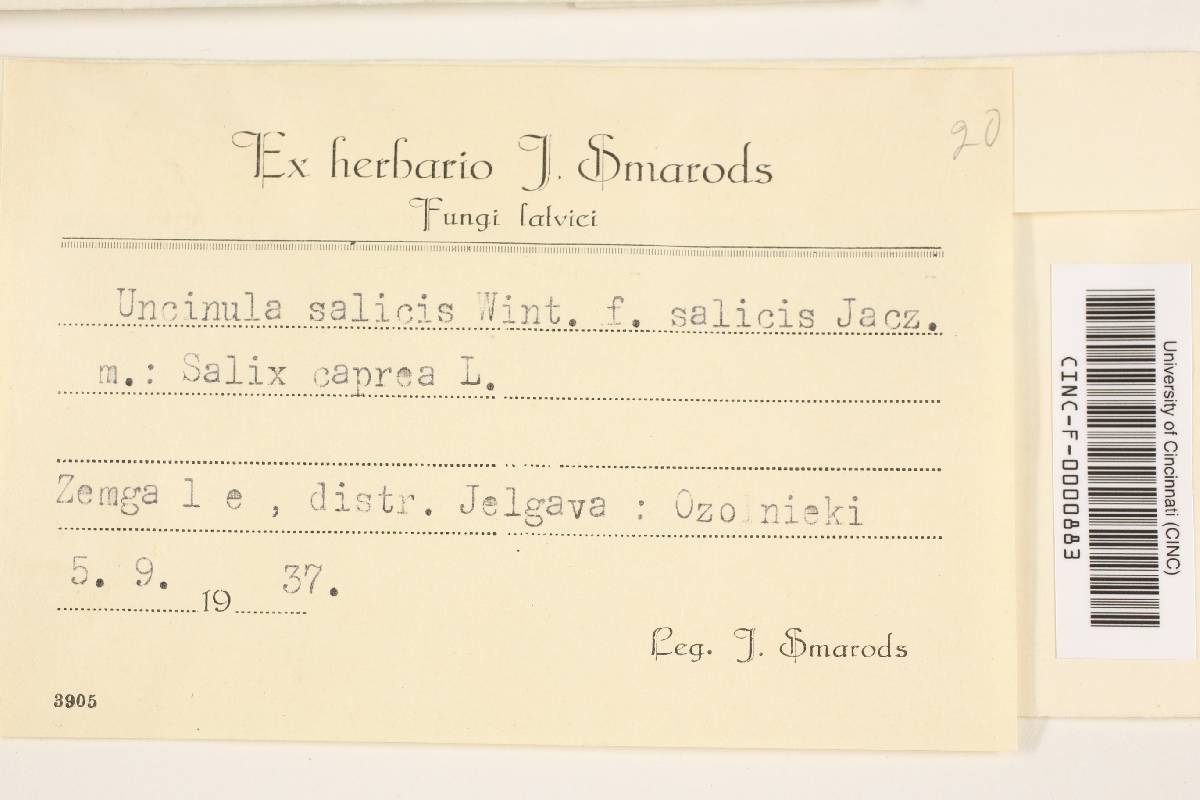 20
Ex herbario J. Smarods
Fungi latvici
Uncinula salicis Wint. f. salicis Jacz.
m.: Salix caprea L.
Zemga l e , distr. Jelgava : Ozolnieki
5. 9. 19 37.
Leg. J. Smarods
3905
University of Cincinnati (CINC)
CINC-F-0000883